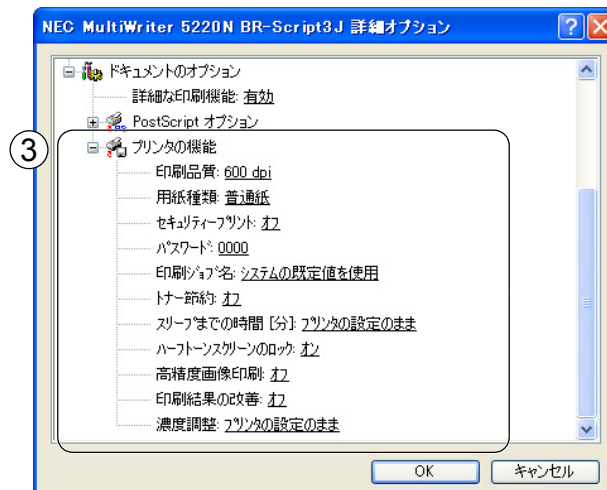 NEC MultiWriter 5220N BR-Script3J 詳細オプション
ドキュメントのオプション
詳細な印刷機能: 有効
PostScript オプション
③
プリンタの機能
印刷品質: 600 dpi
用紙種類: 普通紙
セキュリティープリント: オフ
パスワード: 0000
印刷ジョブ名: システムの既定値を使用
トナー節約: オフ
スリープまでの時間 [分]: プリンタの設定のまま
ハーフトーンスクリーンのロック: オン
高精度画像印刷: オフ
印刷結果の改善: オフ
濃度調整: プリンタの設定のまま
OK
キャンセル